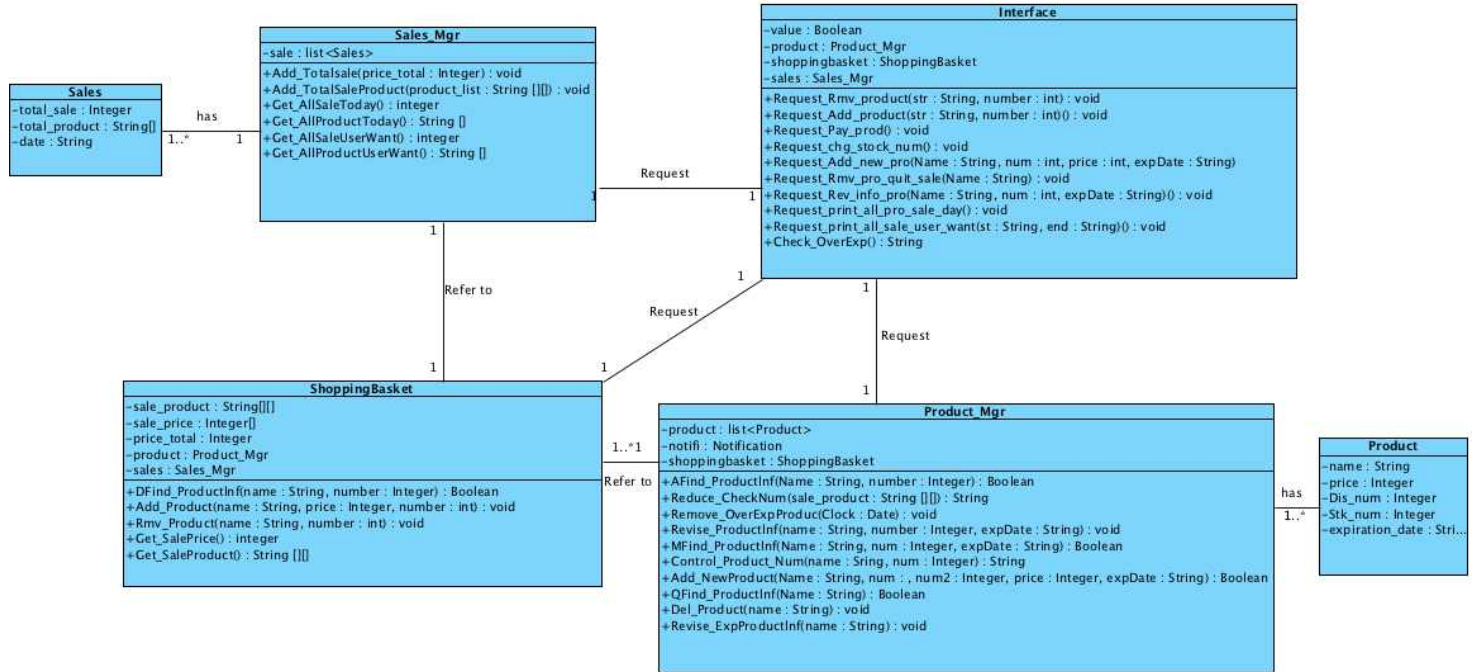 Sales
-total_sale : Integer
-total_product : String[]
-date : String
has
1..*
1
Sales_Mgr
-sale : list<Sales>
+Add_Totalsale(price_total : Integer) : void
+Add_TotalSaleProduct(product_list : String [][]) : void
+Get_AllSaleToday() : integer
+Get_AllProductToday() : String []
+Get_AllSaleUserWant() : integer
+Get_AllProductUserWant() : String []
Request
1
1
Interface
-value : Boolean
-product : Product_Mgr
-shoppingbasket : ShoppingBasket
-sales : Sales_Mgr
+Request_Rmv_product(str : String, number : int) : void
+Request_Add_product(str : String, number : int)() : void
+Request_Pay_prod() : void
+Request_chg_stock_num() : void
+Request_Add_new_pro(Name : String, num : int, price : int, expDate : String)
+Request_Rmv_pro_quit_sale(Name : String) : void
+Request_Rev_info_pro(Name : String, num : int, expDate : String)() : void
+Request_print_all_pro_sale_day() : void
+Request_print_all_sale_user_want(st : String, end : String)() : void
+Check_OverExp() : String
1
Refer to
1
1
Request
1
1
Request
1
ShoppingBasket
-sale_product : String[][]
-sale_price : Integer[]
-price_total : Integer
-product : Product_Mgr
-sales : Sales_Mgr
+DFind_ProductInf(name : String, number : Integer) : Boolean
+Add_Product(name : String, price : Integer, number : int) : void
+Rmv_Product(name : String, number : int) : void
+Get_SalePrice() : integer
+Get_SaleProduct() : String [][]
1..*1
Refer to
Product_Mgr
-product : list<Product>
-notifi : Notification
-shoppingbasket : ShoppingBasket
+AFind_ProductInf(Name : String, number : Integer) : Boolean
+Reduce_CheckNum(sale_product : String [][]) : String
+Remove_OverExpProduc(Clock : Date) : void
+Revise_ProductInf(name : String, number : Integer, expDate : String) : void
+MFind_ProductInf(Name : String, num : Integer, expDate : String) : Boolean
+Control_Product_Num(name : Sring, num : Integer) : String
+Add_NewProduct(Name : String, num : , num2 : Integer, price : Integer, expDate : String) : Boolean
+QFind_ProductInf(Name : String) : Boolean
+Del_Product(name : String) : void
+Revise_ExpProductInf(name : String) : void
has
1..*
Product
-name : String
-price : Integer
-Dis_num : Integer
-Stk_num : Integer
-expiration_date : Stri...